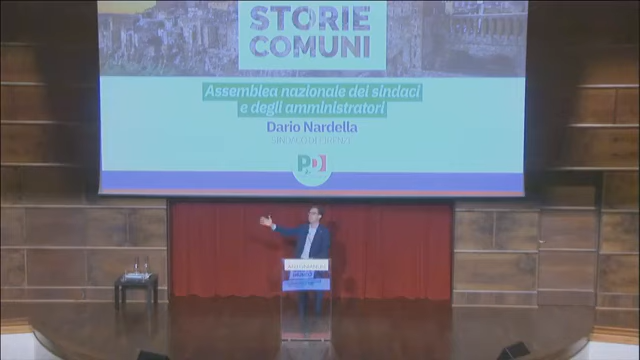 STORIE
COMUNI
Assemblea nazionale dei sindaci
e degli amministratori
Dario Nardella
PD